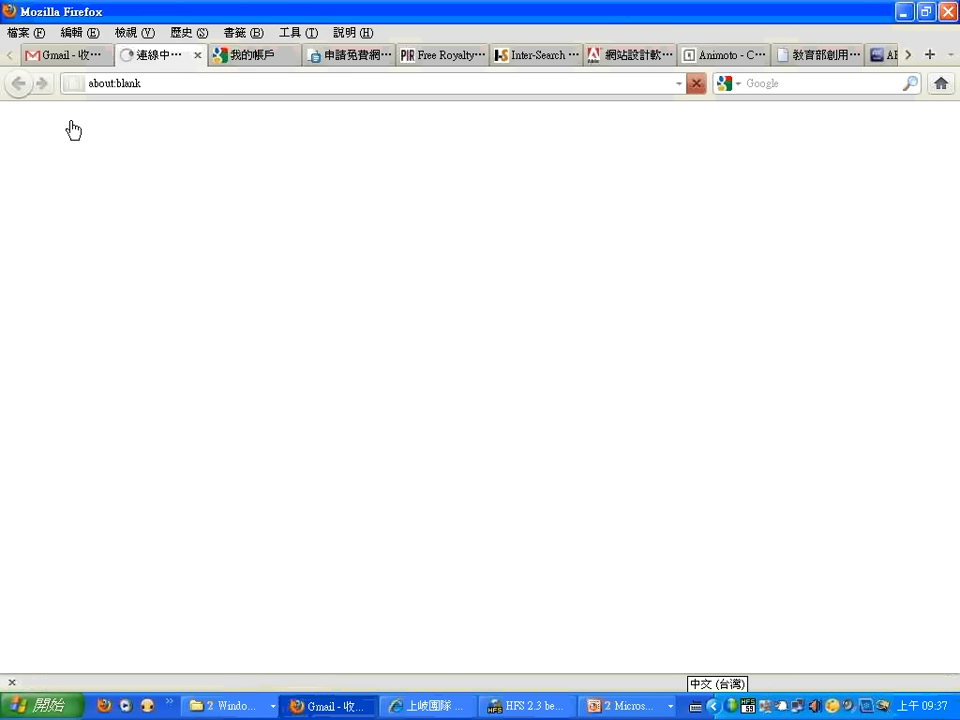 Mozilla Firefox
檔案 (F) 編輯 (E) 檢視 (V) 歷史 (S) 書籤 (B) 工具 (T) 說明 (H)
Gmail - 收… 連線中… 我的帳戶 申請免費網… PIR Free Royalty… I-S Inter-Search … 網站設計軟… Animoto - C… 教育部創用…
about:blank Google
中文 (台灣)
開始 2 Windo... Gmail - 收... 上岐團隊 ... HFS 2.3 be... 2 Micros... 上午 09:37